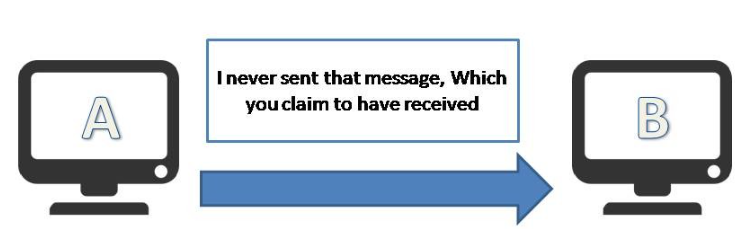 A
I never sent that message, Which
you claim to have received
B